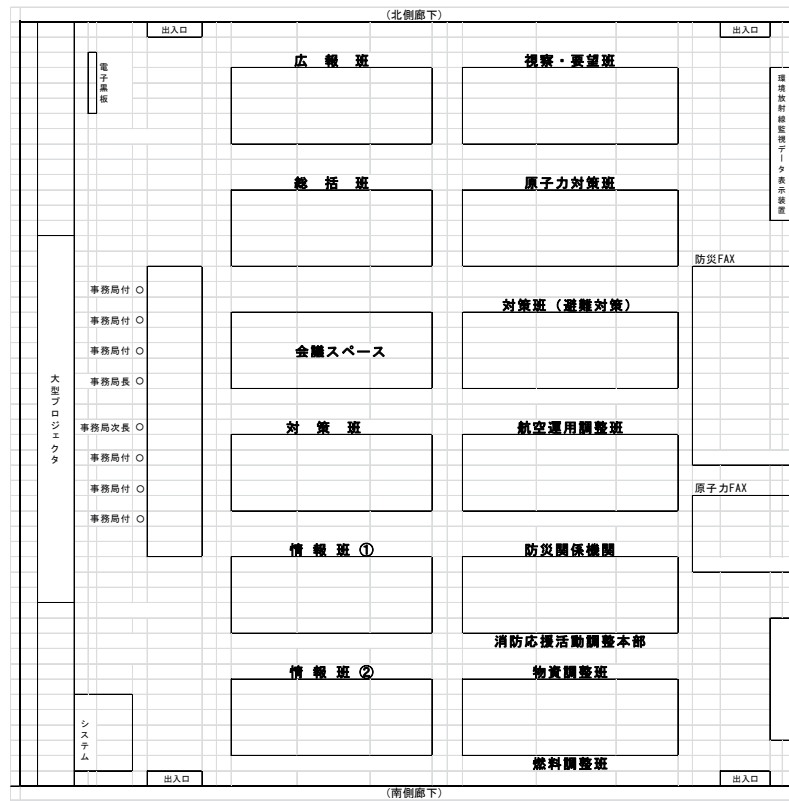 (北側廊下)
出入口
出入口
電子黒板
広 報 班
視察・要望班
環境放射線監視データ表示装置
総 括 班
原子力対策班
防災FAX
事務局付 ○
対策班(避難対策)
事務局付 ○
事務局付 ○
会議スペース
事務局長 ○
大型プロジェクタ
事務局次長 ○
対 策 班
航空運用調整班
事務局付 ○
事務局付 ○
原子力FAX
事務局付 ○
情 報 班 ①
防災関係機関
消防応援活動調整本部
情 報 班 ②
物資調整班
システム
燃料調整班
出入口
出入口
(南側廊下)